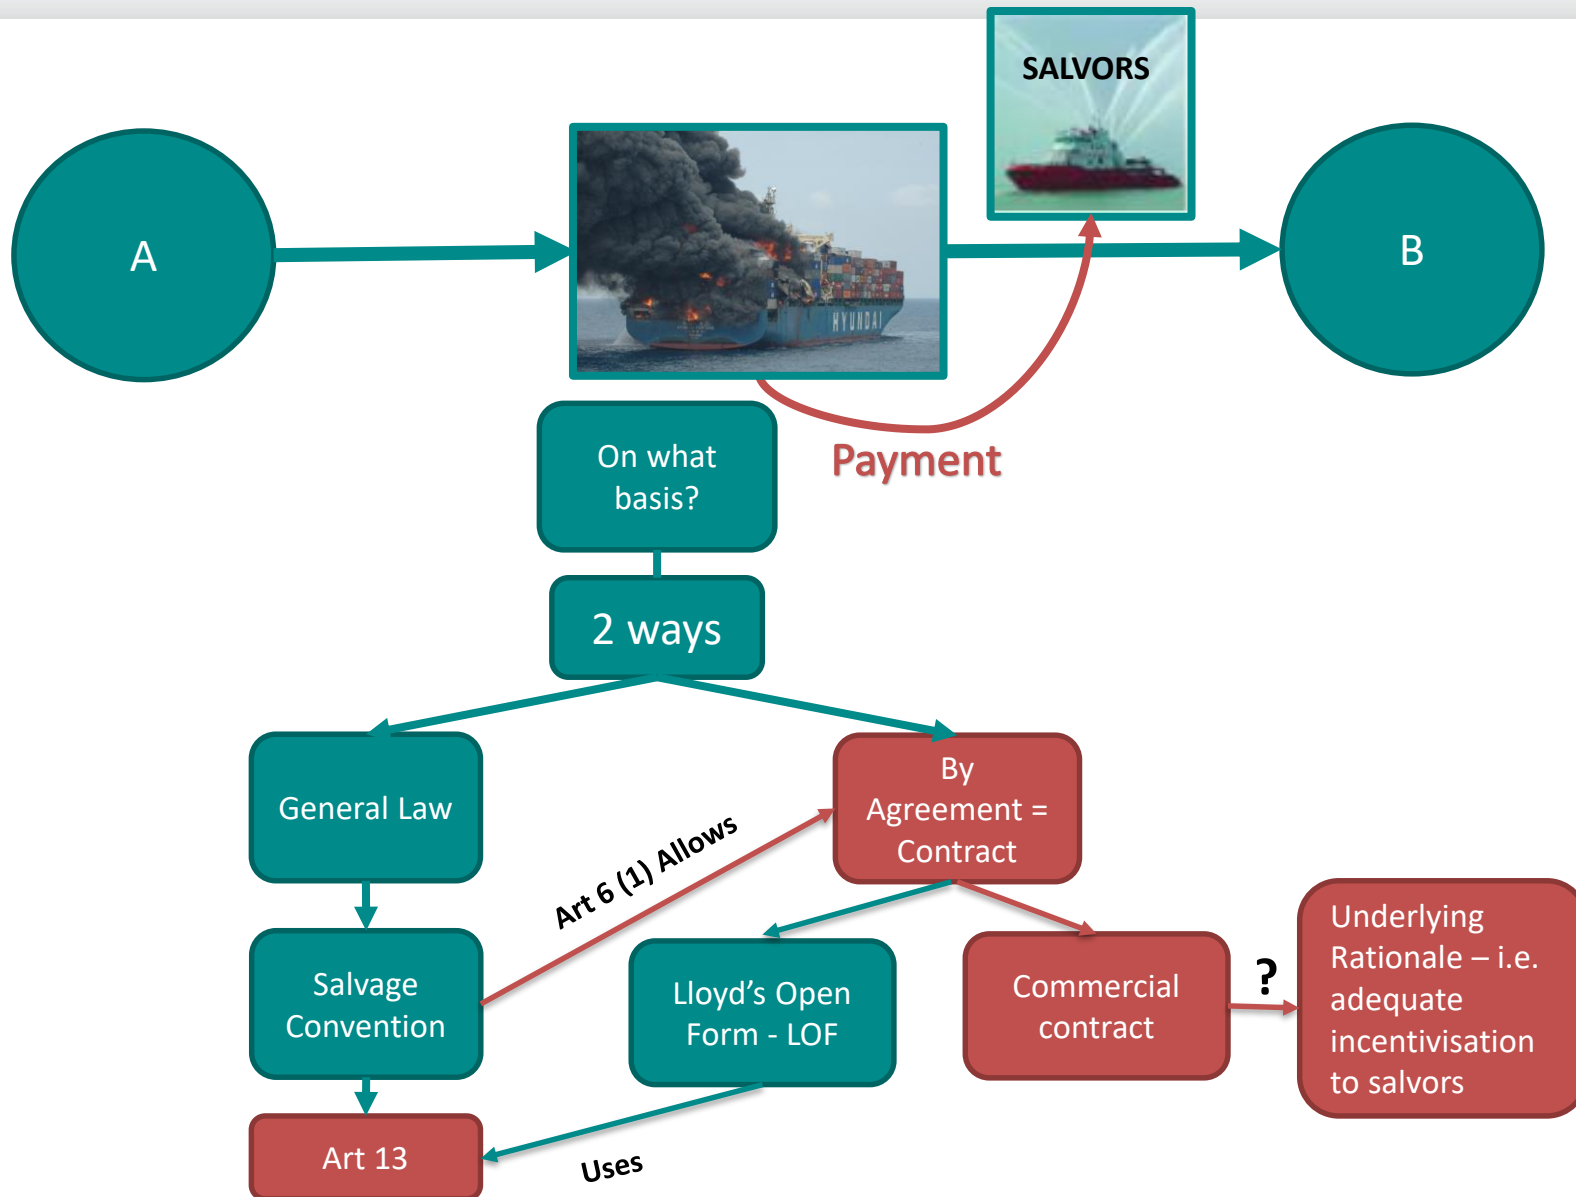 SALVORS
A
HYUNDAI
B
Payment
On what
basis?
2 ways
General Law
By
Agreement =
Contract
Art 6 (1) Allows
Salvage
Convention
Lloyd's Open
Form - LOF
Commercial
contract
?
Underlying
Rationale – i.e.
adequate
incentivisation
to salvors
Art 13
Uses